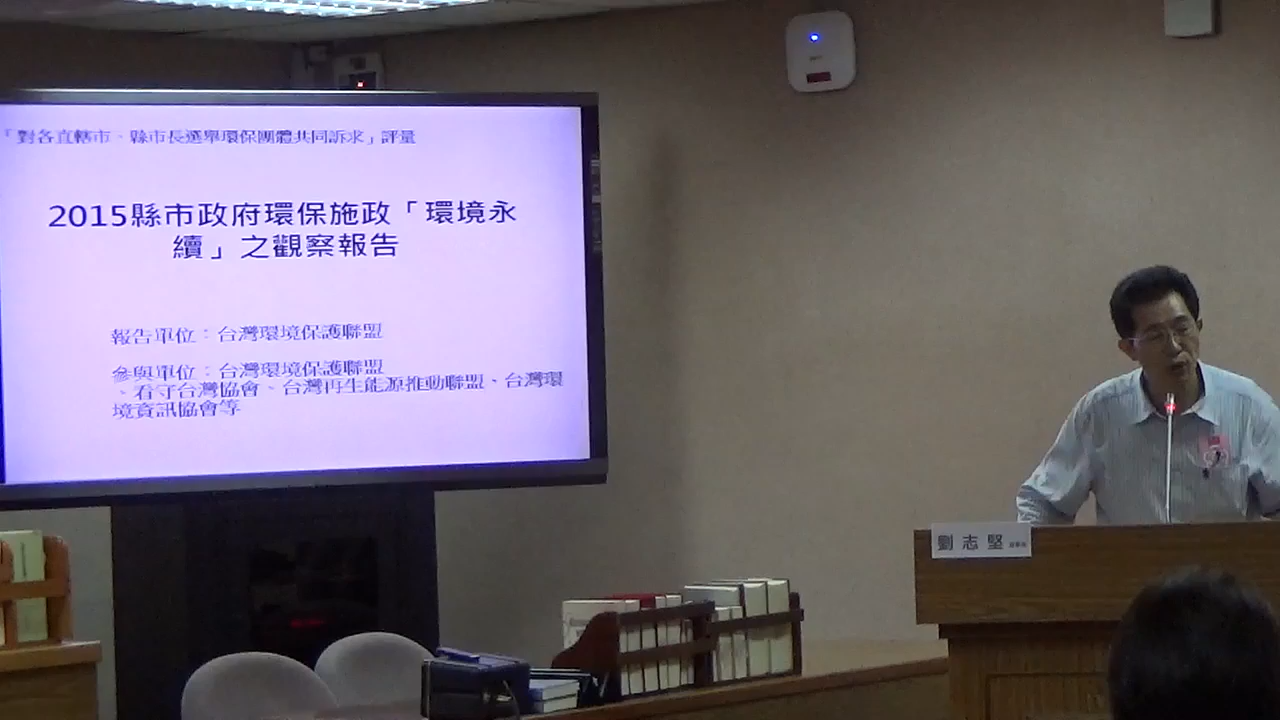 「對各直轄市、縣市長選舉環保團體共同訴求」評量
2015縣市政府環保施政「環境永
續」之觀察報告
報告單位：台灣環境保護聯盟
參與單位：台灣環境保護聯盟
、看守台灣協會、台灣再生能源推動聯盟、台灣環
境資訊協會等
劉志堅